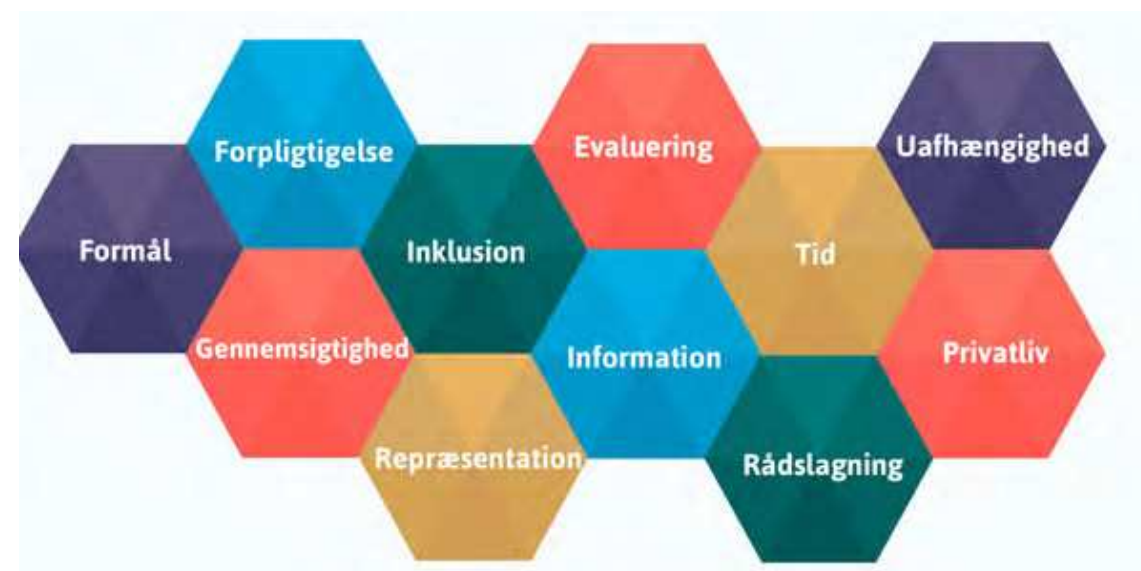 Formål
Forpligtigelse
Gennemsigtighed
Inklusion
Repræsentation
Evaluering
Information
Tid
Rådslagning
Uafhængighed
Privatliv